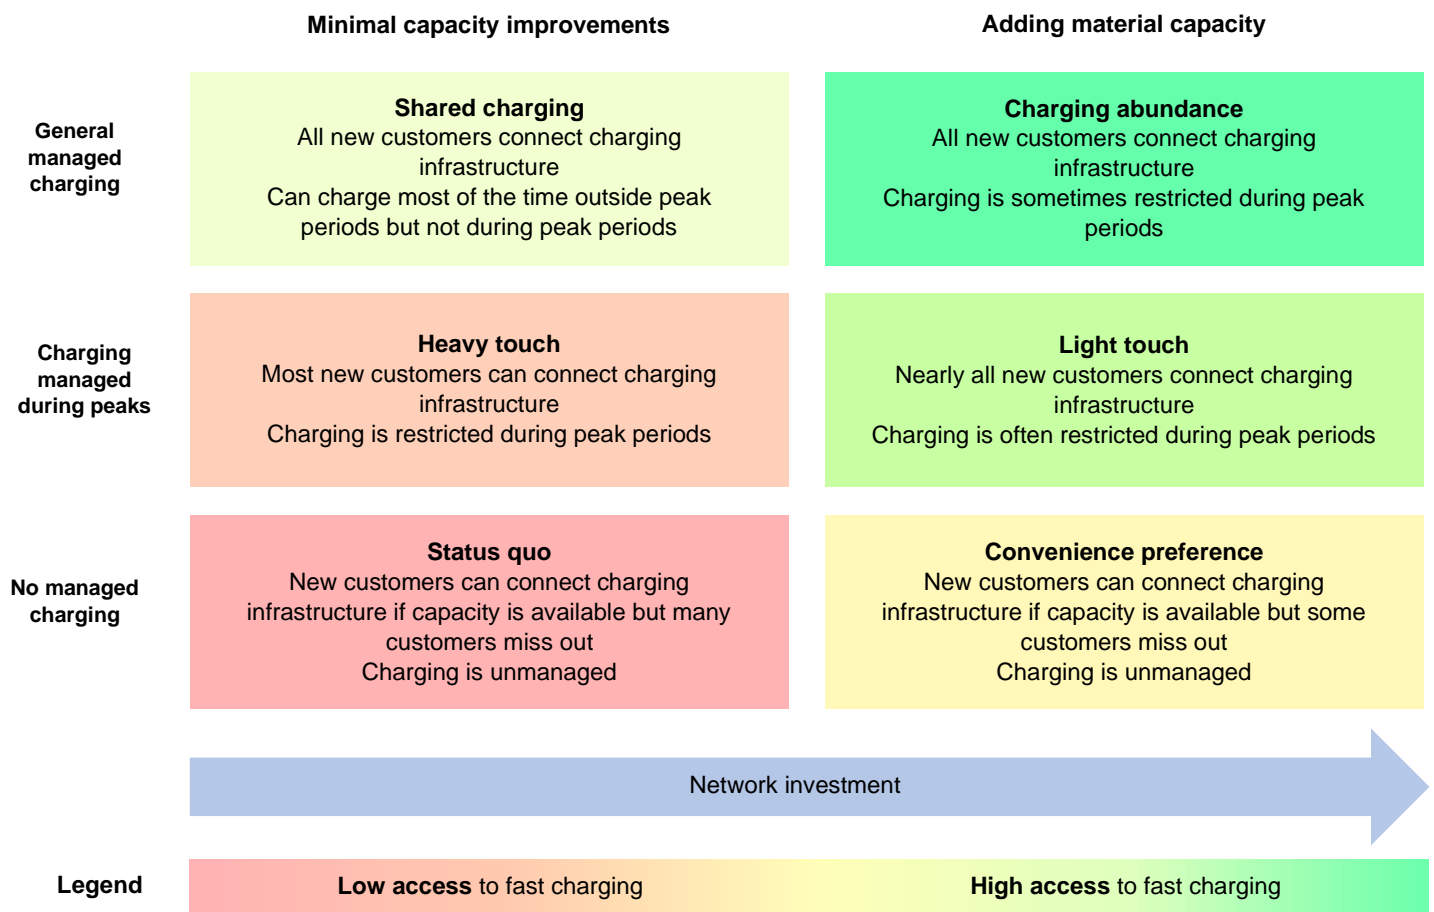 Minimal capacity improvements
Adding material capacity
General
managed
charging
Shared charging
All new customers connect charging
infrastructure
Can charge most of the time outside peak
periods but not during peak periods
Charging abundance
All new customers connect charging
infrastructure
Charging is sometimes restricted during peak
periods
Charging
managed
during peaks
Heavy touch
Most new customers can connect charging
infrastructure
Charging is restricted during peak periods
Light touch
Nearly all new customers connect charging
infrastructure
Charging is often restricted during peak periods
No managed
charging
Status quo
New customers can connect charging
infrastructure if capacity is available but many
customers miss out
Charging is unmanaged
Convenience preference
New customers can connect charging
infrastructure if capacity is available but some
customers miss out
Charging is unmanaged
Network investment
Legend
Low access to fast charging
High access to fast charging